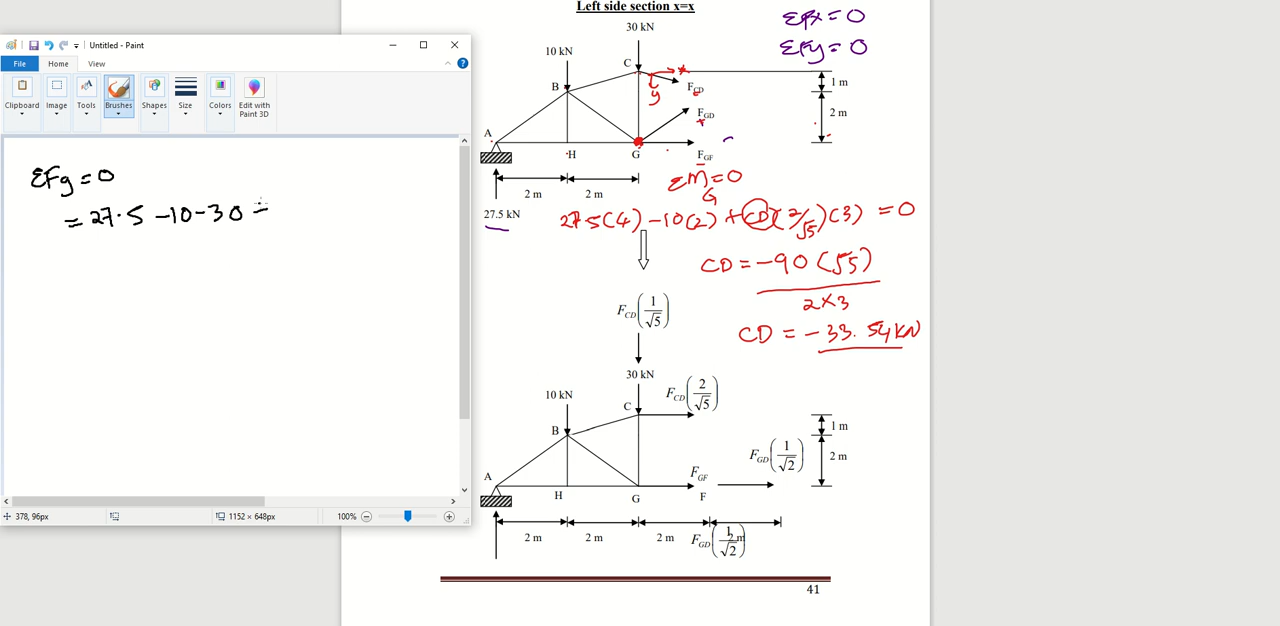 Left side section x=x
30 kN
ΣFx=0
ΣFy=0
Untitled - Paint
File
Home
View
10 kN
C
1 m
Clipboard
Image
Tools
Brushes
Shapes
Size
Colors
Edit with
Paint 3D
B
x
y
F_CD
F_GD
2 m
A
H
G
F_GF
ΣM_G=0
2 m
2 m
27.5 kN
ΣFy=0
=27.5-10-30
27.5(4)-10(2)+CD(2/√5)(3)=0
CD=-90(√5)
2×3
CD=-33.54kN
F_CD(1/√5)
30 kN
10 kN
F_CD(2/√5)
C
1 m
B
F_GD(1/√2)
2 m
A
F_GF
H
G
F
2 m
2 m
2 m
2 m
F_GD(1/√2)
378, 96px
1152 × 648px
100%
41